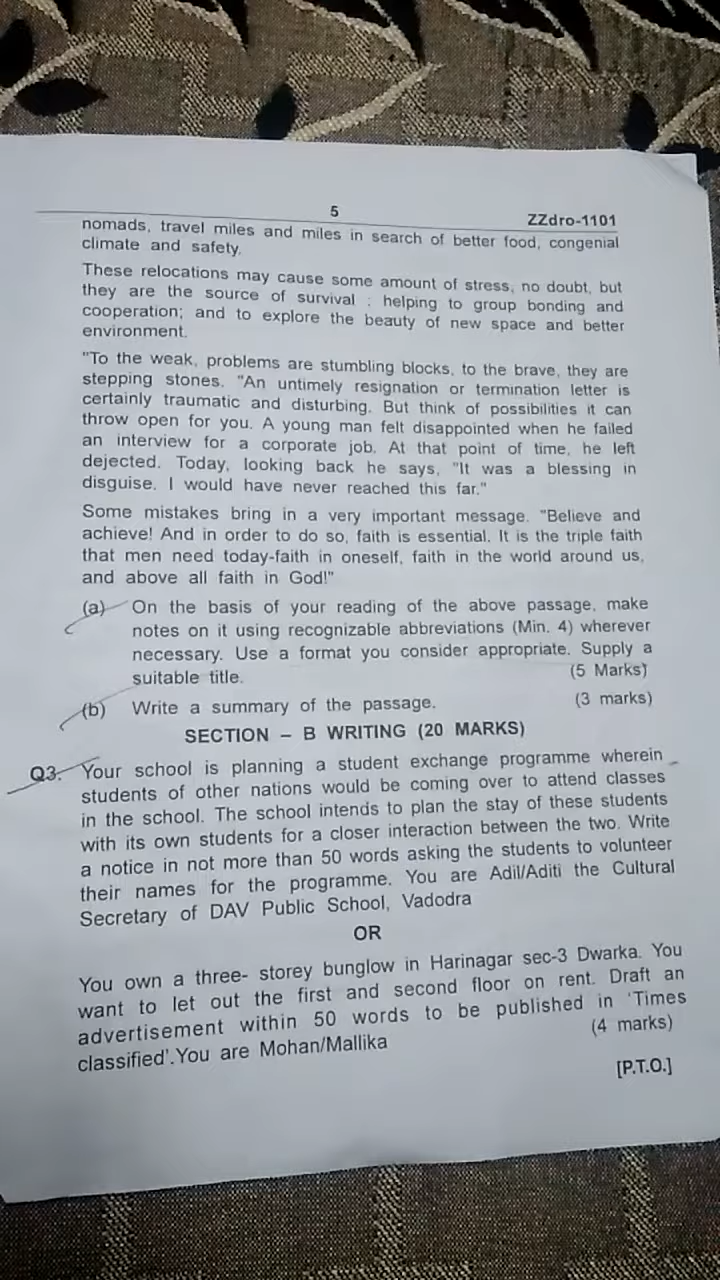 5
ZZdro-1101
nomads, travel miles and miles in search of better food, congenial
climate and safety.
These relocations may cause some amount of stress, no doubt, but
they are the source of survival : helping to group bonding and
cooperation; and to explore the beauty of new space and better
environment.
"To the weak, problems are stumbling blocks, to the brave, they are
stepping stones. "An untimely resignation or termination letter is
certainly traumatic and disturbing. But think of possibilities it can
throw open for you. A young man felt disappointed when he failed
an interview for a corporate job. At that point of time, he left
dejected. Today, looking back he says, "It was a blessing in
disguise. I would have never reached this far."
Some mistakes bring in a very important message. "Believe and
achieve! And in order to do so, faith is essential. It is the triple faith
that men need today-faith in oneself, faith in the world around us,
and above all faith in God!"
(a) On the basis of your reading of the above passage, make
notes on it using recognizable abbreviations (Min. 4) wherever
necessary. Use a format you consider appropriate. Supply a
suitable title. (5 Marks)
(b) Write a summary of the passage. (3 marks)
SECTION – B WRITING (20 MARKS)
Q3. Your school is planning a student exchange programme wherein
students of other nations would be coming over to attend classes
in the school. The school intends to plan the stay of these students
with its own students for a closer interaction between the two. Write
a notice in not more than 50 words asking the students to volunteer
their names for the programme. You are Adil/Aditi the Cultural
Secretary of DAV Public School, Vadodra
OR
You own a three- storey bunglow in Harinagar sec-3 Dwarka. You
want to let out the first and second floor on rent. Draft an
advertisement within 50 words to be published in 'Times
classified'.You are Mohan/Mallika (4 marks)
[P.T.O.]